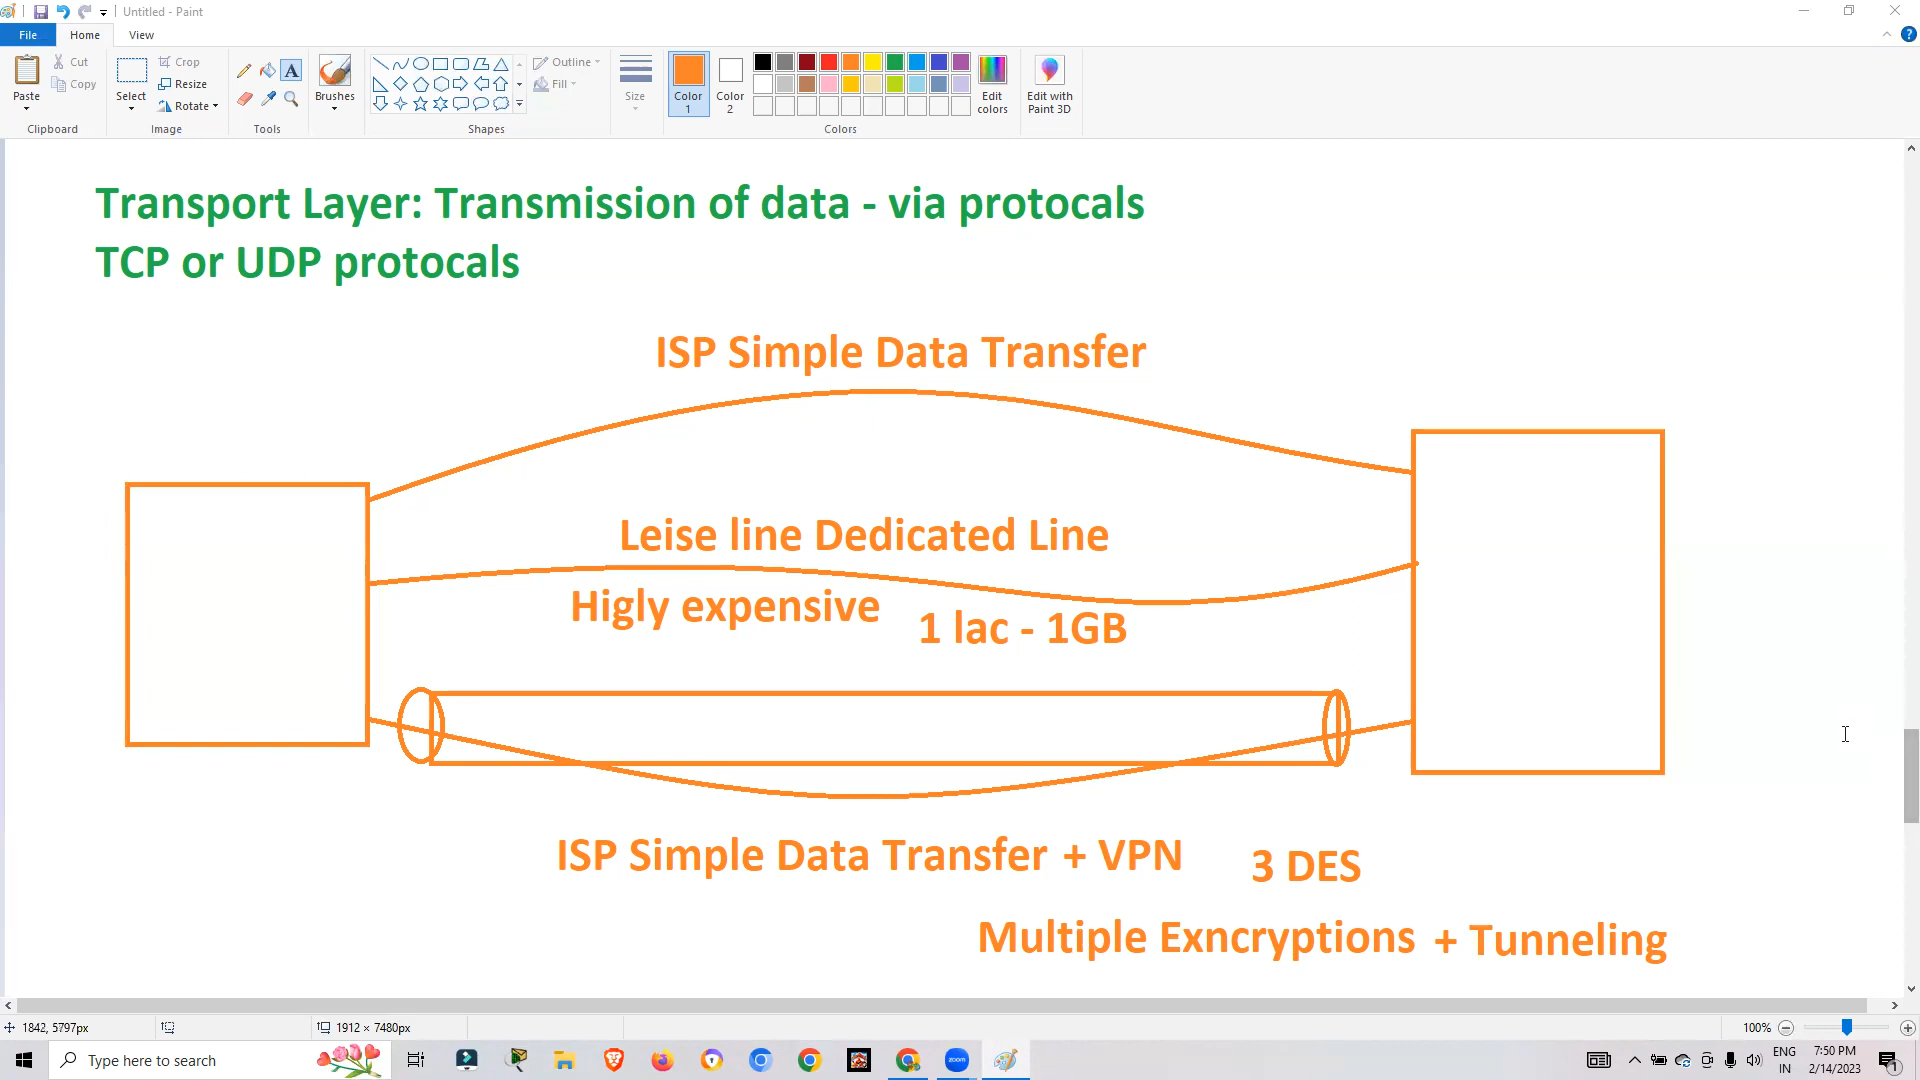 Untitled - Paint
File
Home
View
Paste
Cut
Copy
Clipboard
Select
Crop
Resize
Rotate
Image
A
Tools
Brushes
Outline
Fill
Shapes
Size
Color 1
Color 2
Edit colors
Edit with Paint 3D
Colors
Transport Layer: Transmission of data - via protocals
TCP or UDP protocals
ISP Simple Data Transfer
Leise line Dedicated Line
Higly expensive
1 lac - 1GB
ISP Simple Data Transfer + VPN
3 DES
Multiple Exncryptions + Tunneling
1842, 5797px
1912 × 7480px
100%
Type here to search
zoom
ENG
IN
7:50 PM
2/14/2023
1